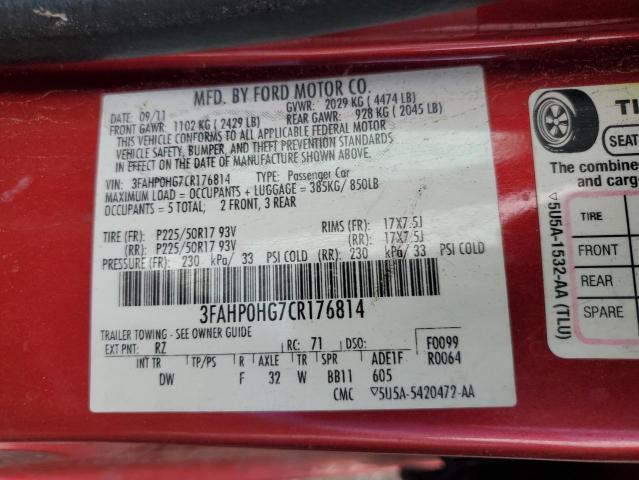 MFD. BY FORD MOTOR CO.
DATE: 09/11 GVWR: 2029 KG (4474 LB)
FRONT GAWR: 1102 KG (2429 LB) REAR GAWR: 928 KG (2045 LB)
THIS VEHICLE CONFORMS TO ALL APPLICABLE FEDERAL MOTOR
VEHICLE SAFETY, BUMPER, AND THEFT PREVENTION STANDARDS
IN EFFECT ON THE DATE OF MANUFACTURE SHOWN ABOVE.
VIN: 3FAHP0HG7CR176814 TYPE: Passenger Car
MAXIMUM LOAD = OCCUPANTS + LUGGAGE = 385KG/ 850LB
OCCUPANTS = 5 TOTAL; 2 FRONT, 3 REAR
TIRE (FR): P225/50R17 93V RIMS (FR): 17X7.5J
(RR): P225/50R17 93V (RR): 17X7.5J
PRESSURE (FR): 230 kPa/ 33 PSI COLD (RR): 230 kPa/ 33 PSI COLD
3FAHP0HG7CR176814
TRAILER TOWING - SEE OWNER GUIDE
EXT PNT: RZ RC: 71 DSO: F0099
INT TR TP/PS R AXLE TR SPR ADE1F R0064
DW F 32 W BB11 605
CMC ▽5U5A-5420472-AA
TI
SEAT
The combine
and carg
TIRE
FRONT
REAR
SPARE
▽5U5A-1532-AA (TLU)